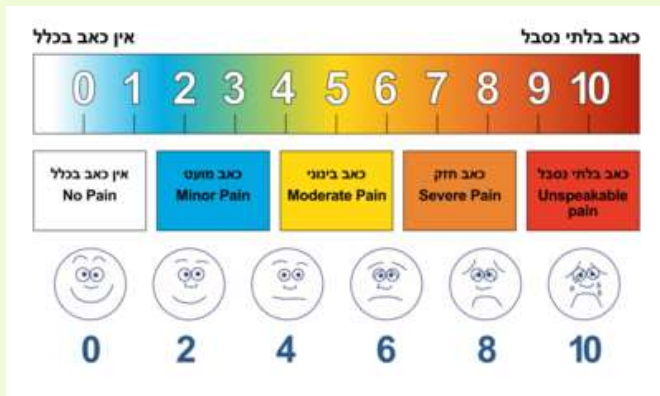 אין כאב בכלל
כאב בלתי נסבל
0 1 2 3 4 5 6 7 8 9 10
אין כאב בכלל
No Pain
כאב מועט
Minor Pain
כאב בינוני
Moderate Pain
כאב חזק
Severe Pain
כאב בלתי נסבל
Unspeakable
pain
0 2 4 6 8 10